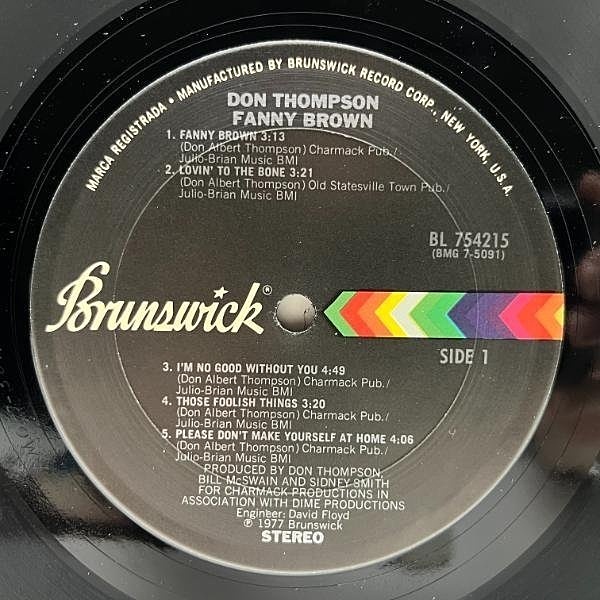 MARCA REGISTRADA • MANUFACTURED BY BRUNSWICK RECORD CORP., NEW YORK, U.S.A.
DON THOMPSON
FANNY BROWN
1. FANNY BROWN 3:13
(Don Albert Thompson) Charmack Pub./
Julio-Brian Music BMI
2. LOVIN' TO THE BONE 3:21
(Don Albert Thompson) Old Statesville Town Pub./
Julio-Brian Music BMI
BL 754215
(BMG 7-5091)
Brunswick®
SIDE 1
3. I'M NO GOOD WITHOUT YOU 4:49
(Don Albert Thompson) Charmack Pub./
Julio-Brian Music BMI
4. THOSE FOOLISH THINGS 3:20
(Don Albert Thompson) Charmack Pub./
Julio-Brian Music BMI
5. PLEASE DON'T MAKE YOURSELF AT HOME 4:06
(Don Albert Thompson) Charmack Pub./
Julio-Brian Music BMI
PRODUCED BY DON THOMPSON,
BILL McSWAIN AND SIDNEY SMITH
FOR CHARMACK PRODUCTIONS IN
ASSOCIATION WITH DIME PRODUCTIONS
Engineer: David Floyd
℗ 1977 Brunswick
STEREO